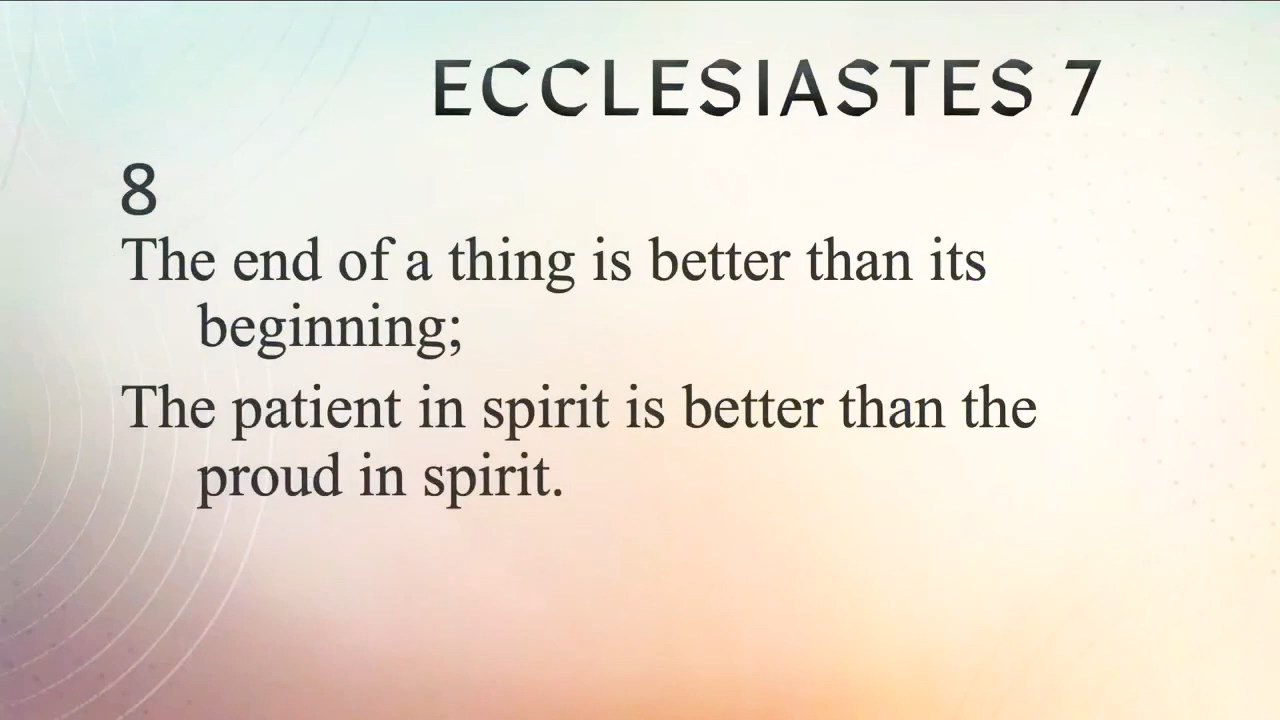 ECCLESIASTES 7
8
The end of a thing is better than its
beginning;
The patient in spirit is better than the
proud in spirit.